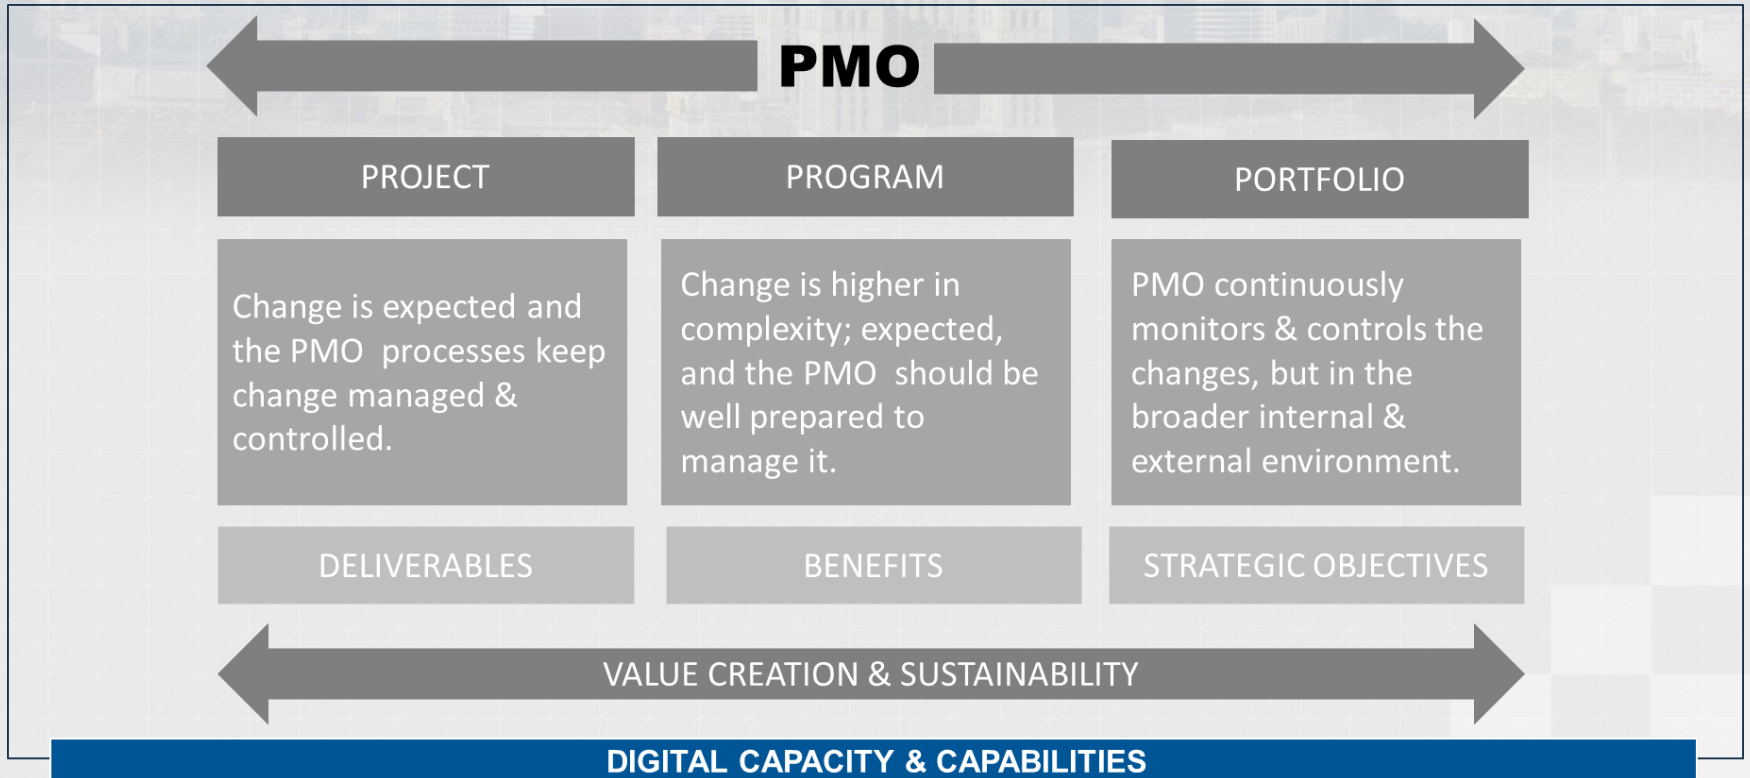 PMO
PROJECT
PROGRAM
PORTFOLIO
Change is expected and
the PMO  processes keep
change managed &
controlled.
Change is higher in
complexity; expected,
and the PMO  should be
well prepared to
manage it.
PMO continuously
monitors & controls the
changes, but in the
broader internal &
external environment.
DELIVERABLES
BENEFITS
STRATEGIC OBJECTIVES
VALUE CREATION & SUSTAINABILITY
DIGITAL CAPACITY & CAPABILITIES